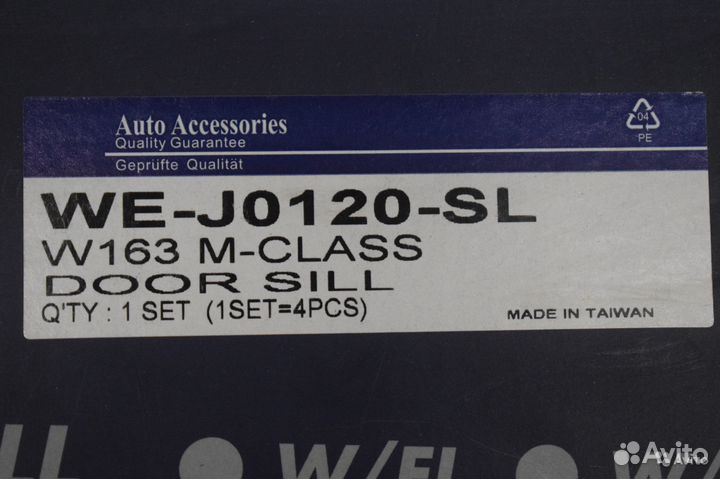 Auto Accessories
Quality Guarantee
Geprüfte Qualität
04
PE
WE-J0120-SL
W163 M-CLASS
DOOR SILL
Q'TY : 1 SET (1SET=4PCS)
MADE IN TAIWAN
Avito
Avito